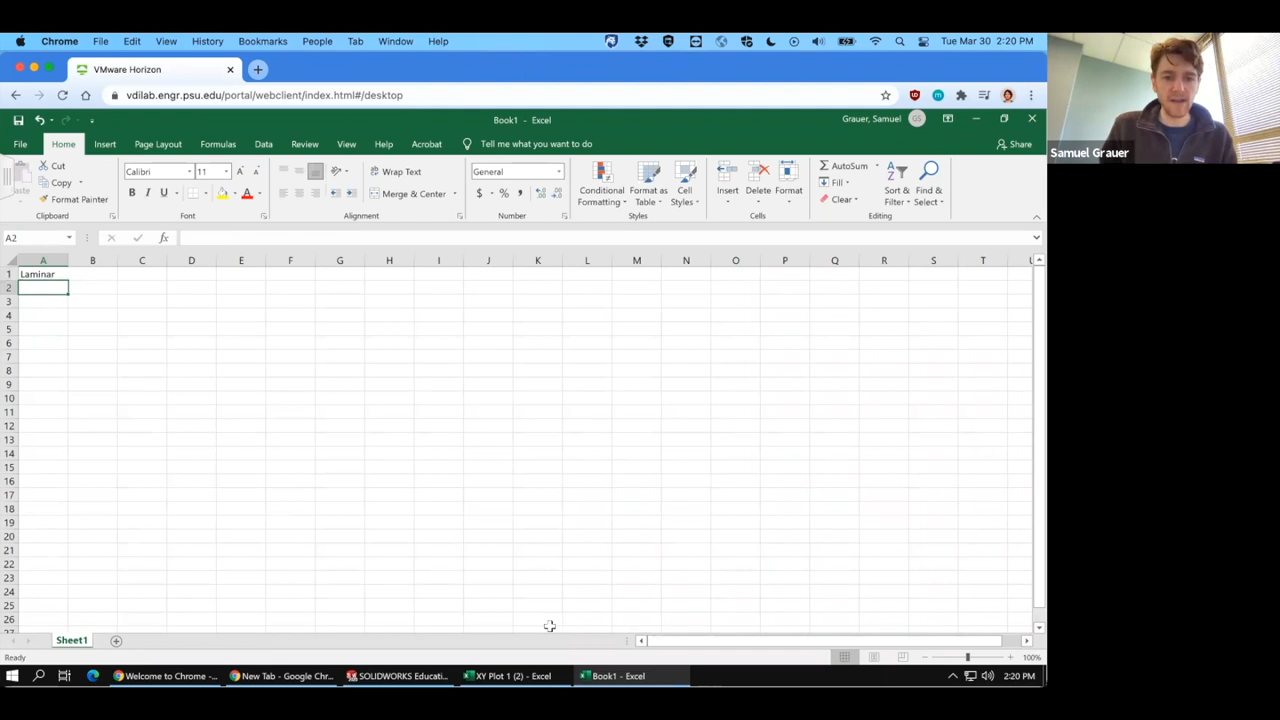 Chrome File Edit View History Bookmarks People Tab Window Help Tue Mar 30 2:20 PM
VMware Horizon
vdilab.engr.psu.edu/portal/webclient/index.html#/desktop
Book1 - Excel Grauer, Samuel GS
File Home Insert Page Layout Formulas Data Review View Help Acrobat Tell me what you want to do Share
Cut Calibri 11 Wrap Text General AutoSum
Copy Conditional Format as Cell Insert Delete Format Fill Sort & Find &
Format Painter B I U Merge & Center $ % Formatting Table Styles Clear Filter Select
Clipboard Font Alignment Number Styles Cells Editing
A2 fx
A B C D E F G H I J K L M N O P Q R S T U
1 Laminar
2
3
4
5
6
7
8
9
10
11
12
13
14
15
16
17
18
19
20
21
22
23
24
25
26
27
Sheet1
Ready 100%
Welcome to Chrome -... New Tab - Google Chr... SOLIDWORKS Educati... XY Plot 1 (2) - Excel Book1 - Excel 2:20 PM
Samuel Grauer